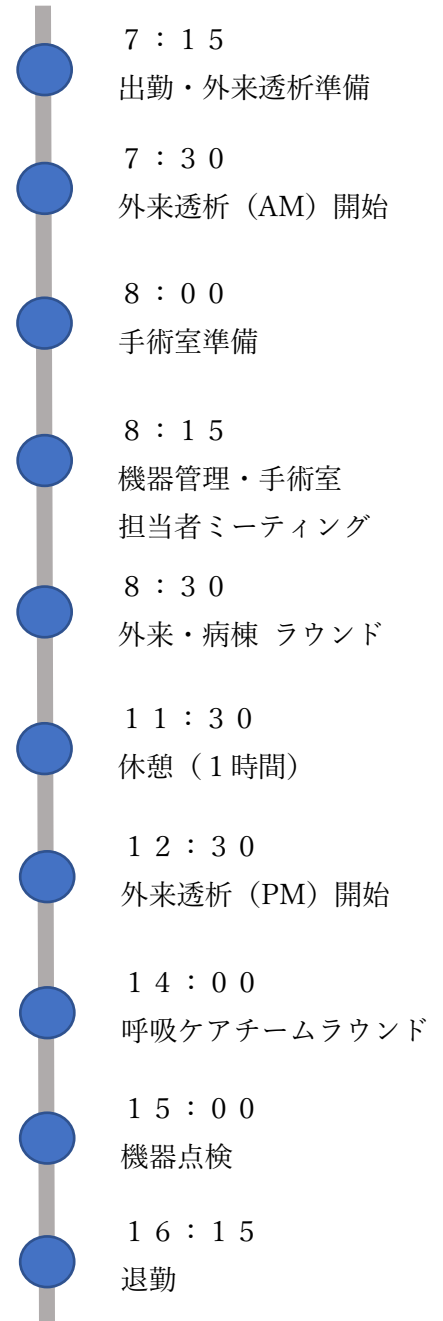 ７：１５
出勤・外来透析準備
７：３０
外来透析（AM）開始
８：００
手術室準備
８：１５
機器管理・手術室
担当者ミーティング
８：３０
外来・病棟 ラウンド
１１：３０
休憩（１時間）
１２：３０
外来透析（PM）開始
１４：００
呼吸ケアチームラウンド
１５：００
機器点検
１６：１５
退勤